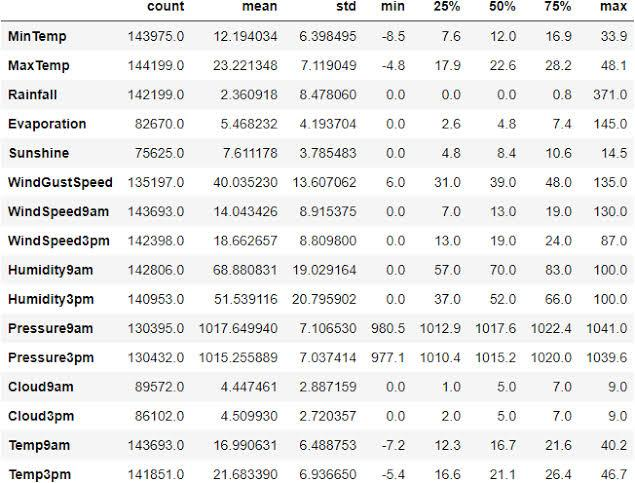 count mean std min 25% 50% 75% max
MinTemp 143975.0 12.194034 6.398495 -8.5 7.6 12.0 16.9 33.9
MaxTemp 144199.0 23.221348 7.119049 -4.8 17.9 22.6 28.2 48.1
Rainfall 142199.0 2.360918 8.478060 0.0 0.0 0.0 0.8 371.0
Evaporation 82670.0 5.468232 4.193704 0.0 2.6 4.8 7.4 145.0
Sunshine 75625.0 7.611178 3.785483 0.0 4.8 8.4 10.6 14.5
WindGustSpeed 135197.0 40.035230 13.607062 6.0 31.0 39.0 48.0 135.0
WindSpeed9am 143693.0 14.043426 8.915375 0.0 7.0 13.0 19.0 130.0
WindSpeed3pm 142398.0 18.662657 8.809800 0.0 13.0 19.0 24.0 87.0
Humidity9am 142806.0 68.880831 19.029164 0.0 57.0 70.0 83.0 100.0
Humidity3pm 140953.0 51.539116 20.795902 0.0 37.0 52.0 66.0 100.0
Pressure9am 130395.0 1017.649940 7.106530 980.5 1012.9 1017.6 1022.4 1041.0
Pressure3pm 130432.0 1015.255889 7.037414 977.1 1010.4 1015.2 1020.0 1039.6
Cloud9am 89572.0 4.447461 2.887159 0.0 1.0 5.0 7.0 9.0
Cloud3pm 86102.0 4.509930 2.720357 0.0 2.0 5.0 7.0 9.0
Temp9am 143693.0 16.990631 6.488753 -7.2 12.3 16.7 21.6 40.2
Temp3pm 141851.0 21.683390 6.936650 -5.4 16.6 21.1 26.4 46.7